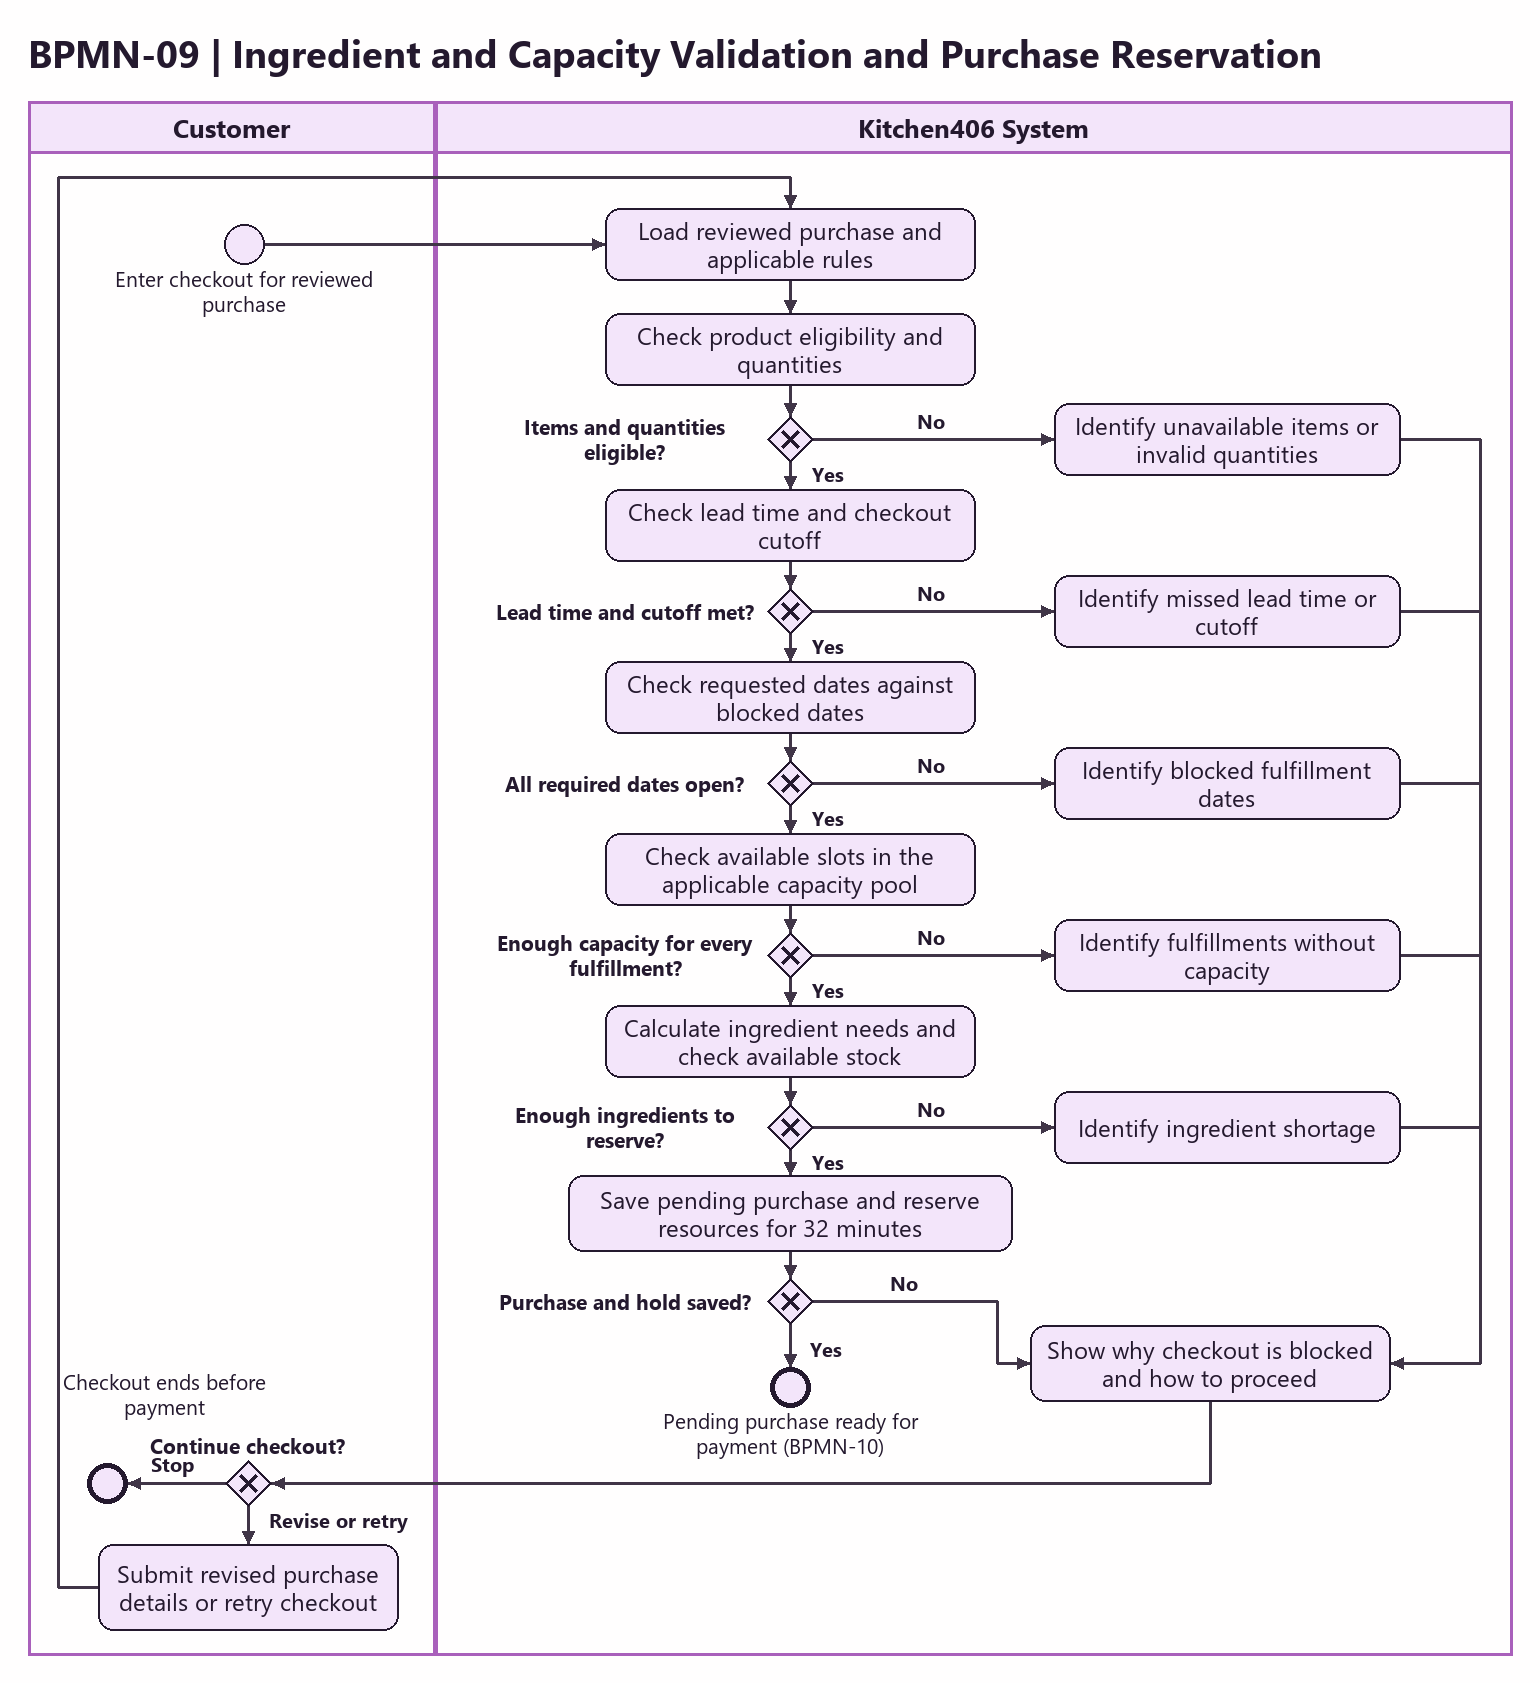 BPMN-09 | Ingredient and Capacity Validation and Purchase Reservation
Customer
Kitchen406 System
Load reviewed purchase and
applicable rules
Enter checkout for reviewed
purchase
Check product eligibility and
quantities
Items and quantities
eligible?
No
Identify unavailable items or
invalid quantities
Yes
Check lead time and checkout
cutoff
Lead time and cutoff met?
No
Identify missed lead time or
cutoff
Yes
Check requested dates against
blocked dates
All required dates open?
No
Identify blocked fulfillment
dates
Yes
Check available slots in the
applicable capacity pool
Enough capacity for every
fulfillment?
No
Identify fulfillments without
capacity
Yes
Calculate ingredient needs and
check available stock
Enough ingredients to
reserve?
No
Identify ingredient shortage
Yes
Save pending purchase and reserve
resources for 32 minutes
Purchase and hold saved?
No
Yes
Show why checkout is blocked
and how to proceed
Pending purchase ready for
payment (BPMN-10)
Checkout ends before
payment
Continue checkout?
Stop
Revise or retry
Submit revised purchase
details or retry checkout